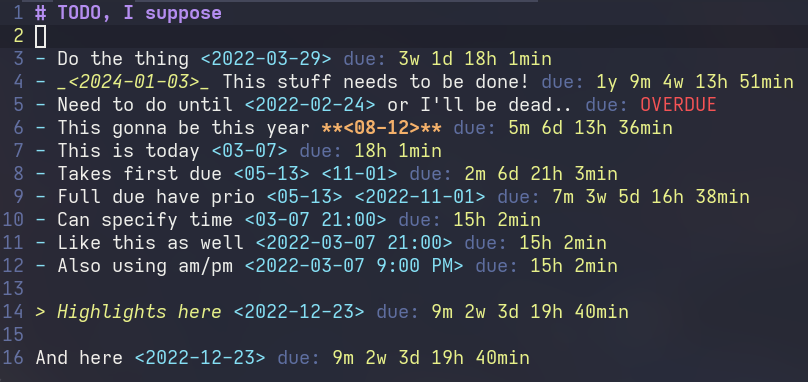 1 # TODO, I suppose
2
3 - Do the thing <2022-03-29> due: 3w 1d 18h 1min
4 - _<2024-01-03>_ This stuff needs to be done! due: 1y 9m 4w 13h 51min
5 - Need to do until <2022-02-24> or I'll be dead.. due: OVERDUE
6 - This gonna be this year **<08-12>** due: 5m 6d 13h 36min
7 - This is today <03-07> due: 18h 1min
8 - Takes first due <05-13> <11-01> due: 2m 6d 21h 3min
9 - Full due have prio <05-13> <2022-11-01> due: 7m 3w 5d 16h 38min
10 - Can specify time <03-07 21:00> due: 15h 2min
11 - Like this as well <2022-03-07 21:00> due: 15h 2min
12 - Also using am/pm <2022-03-07 9:00 PM> due: 15h 2min
13
14 > Highlights here <2022-12-23> due: 9m 2w 3d 19h 40min
15
16 And here <2022-12-23> due: 9m 2w 3d 19h 40min